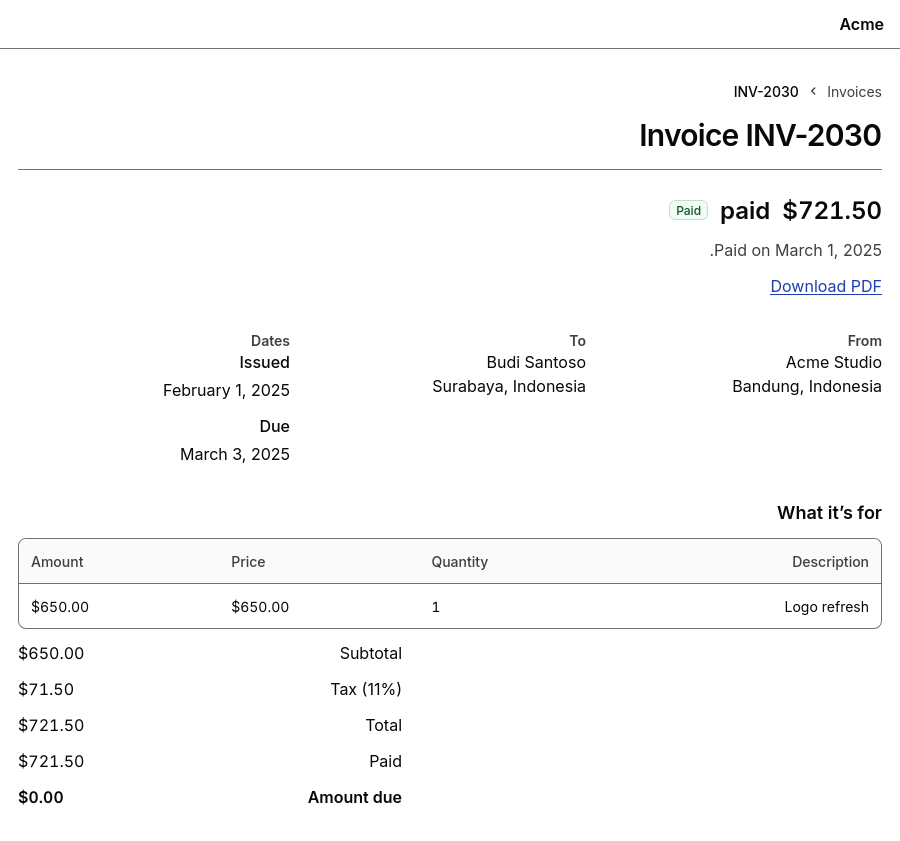 Acme
INV-2030 Invoices
Invoice INV-2030
Paid paid $721.50
.Paid on March 1, 2025
Download PDF
Dates To From
Issued Budi Santoso Acme Studio
February 1, 2025 Surabaya, Indonesia Bandung, Indonesia
Due
March 3, 2025
What it’s for
Amount Price Quantity Description
$650.00 $650.00 1 Logo refresh
$650.00 Subtotal
$71.50 Tax (11%)
$721.50 Total
$721.50 Paid
$0.00 Amount due